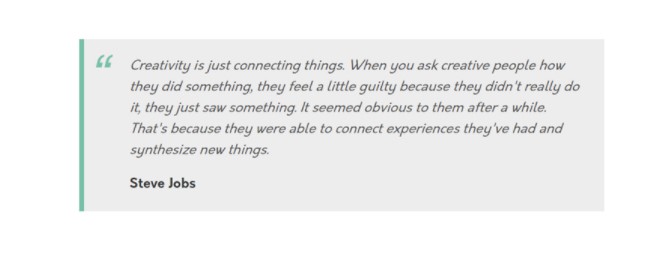 “
Creativity is just connecting things. When you ask creative people how
they did something, they feel a little guilty because they didn't really do
it, they just saw something. It seemed obvious to them after a while.
That's because they were able to connect experiences they've had and
synthesize new things.
Steve Jobs